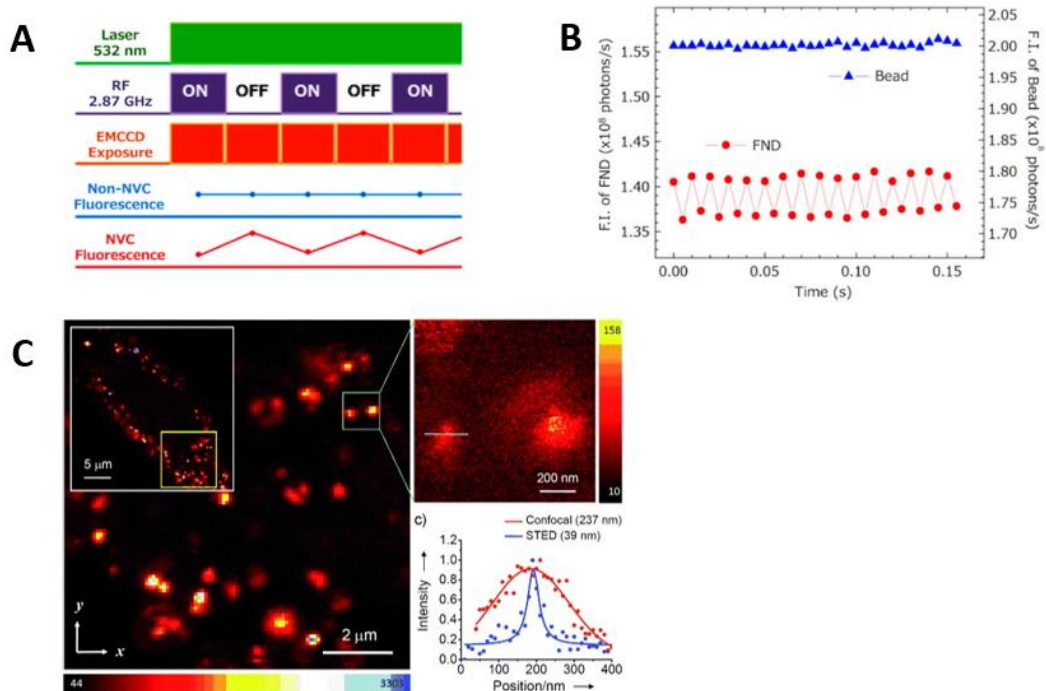 A
Laser
532 nm
RF
2.87 GHz
ON OFF ON OFF ON
EMCCD
Exposure
Non-NVC
Fluorescence
NVC
Fluorescence
B
F.I. of FND (x10⁸ photons/s)
1.55
1.50
1.45
1.40
1.35
Bead
FND
2.05
2.00
1.95
1.90
1.85
1.80
1.75
1.70
F.I. of Bead (x10⁸ photons/s)
0.00 0.05 0.10 0.15
Time (s)
C
5 µm
y
x
2 µm
44 3303
200 nm
158
10
c)
Confocal (237 nm)
STED (39 nm)
Intensity
1.2
1.0
0.8
0.6
0.4
0.2
0.0
0 100 200 300 400
Position/nm